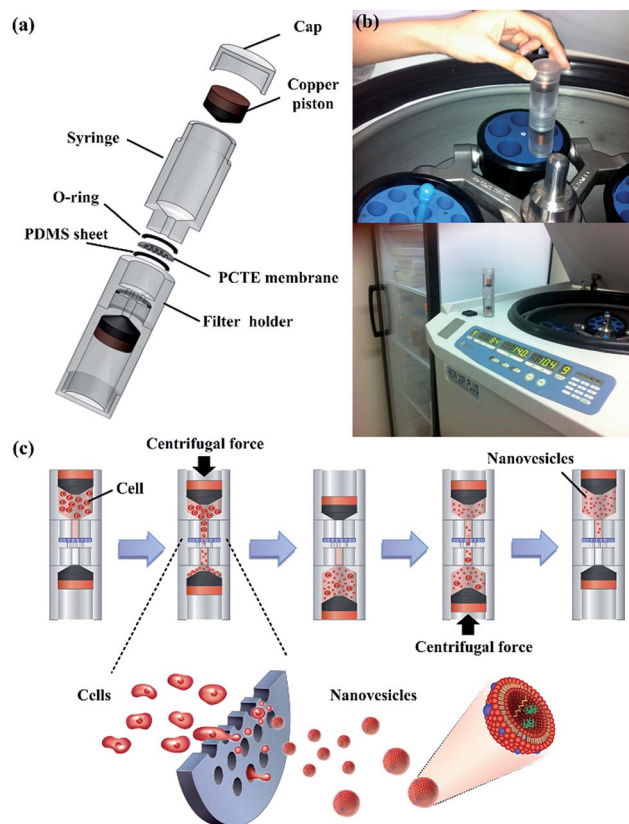 (a)
Cap
Copper
piston
Syringe
O-ring
PDMS sheet
PCTE membrane
Filter holder
(b)
(c)
Centrifugal force
Cell
Nanovesicles
Centrifugal force
Cells
Nanovesicles